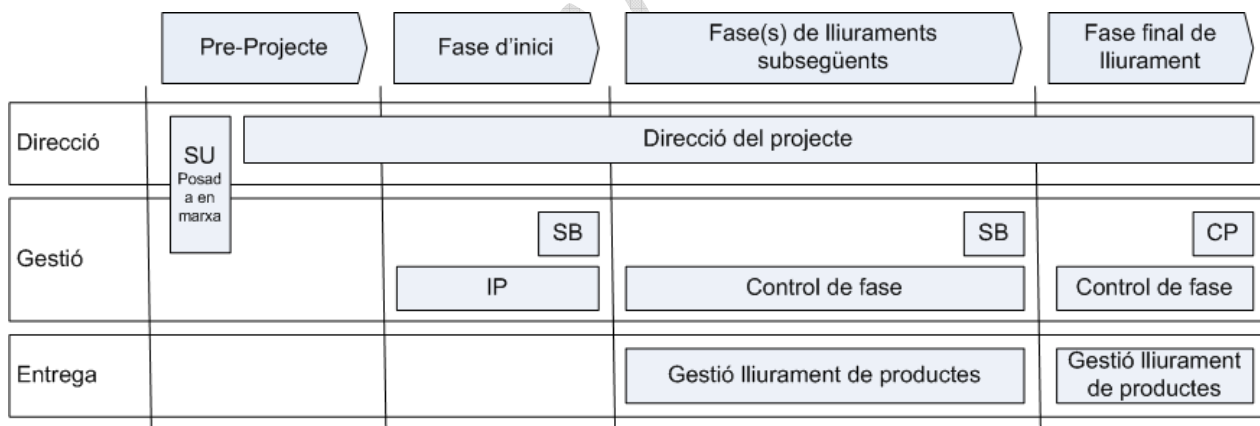 Pre-Projecte
Fase d'inici
Fase(s) de lliuraments
subsegüents
Fase final de
lliurament
Direcció
SU
Posad
a en
marxa
Direcció del projecte
Gestió
SB
SB
CP
IP
Control de fase
Control de fase
Entrega
Gestió lliurament de productes
Gestió lliurament
de productes